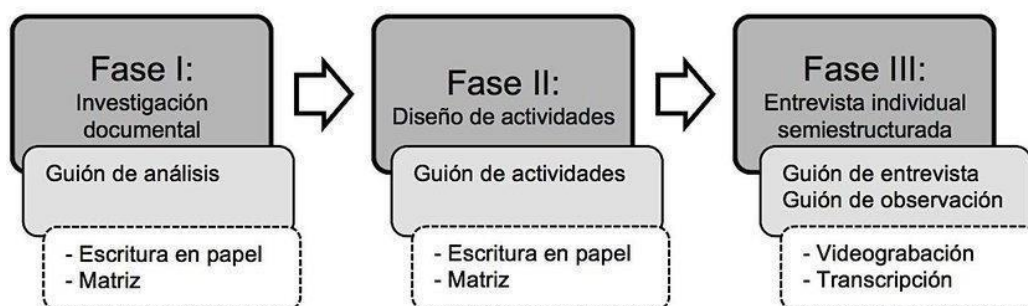 Fase I:
Investigación
documental
Guión de análisis
- Escritura en papel
- Matriz
Fase II:
Diseño de actividades
Guión de actividades
- Escritura en papel
- Matriz
Fase III:
Entrevista individual
semiestructurada
Guión de entrevista
Guión de observación
- Videograbación
- Transcripción